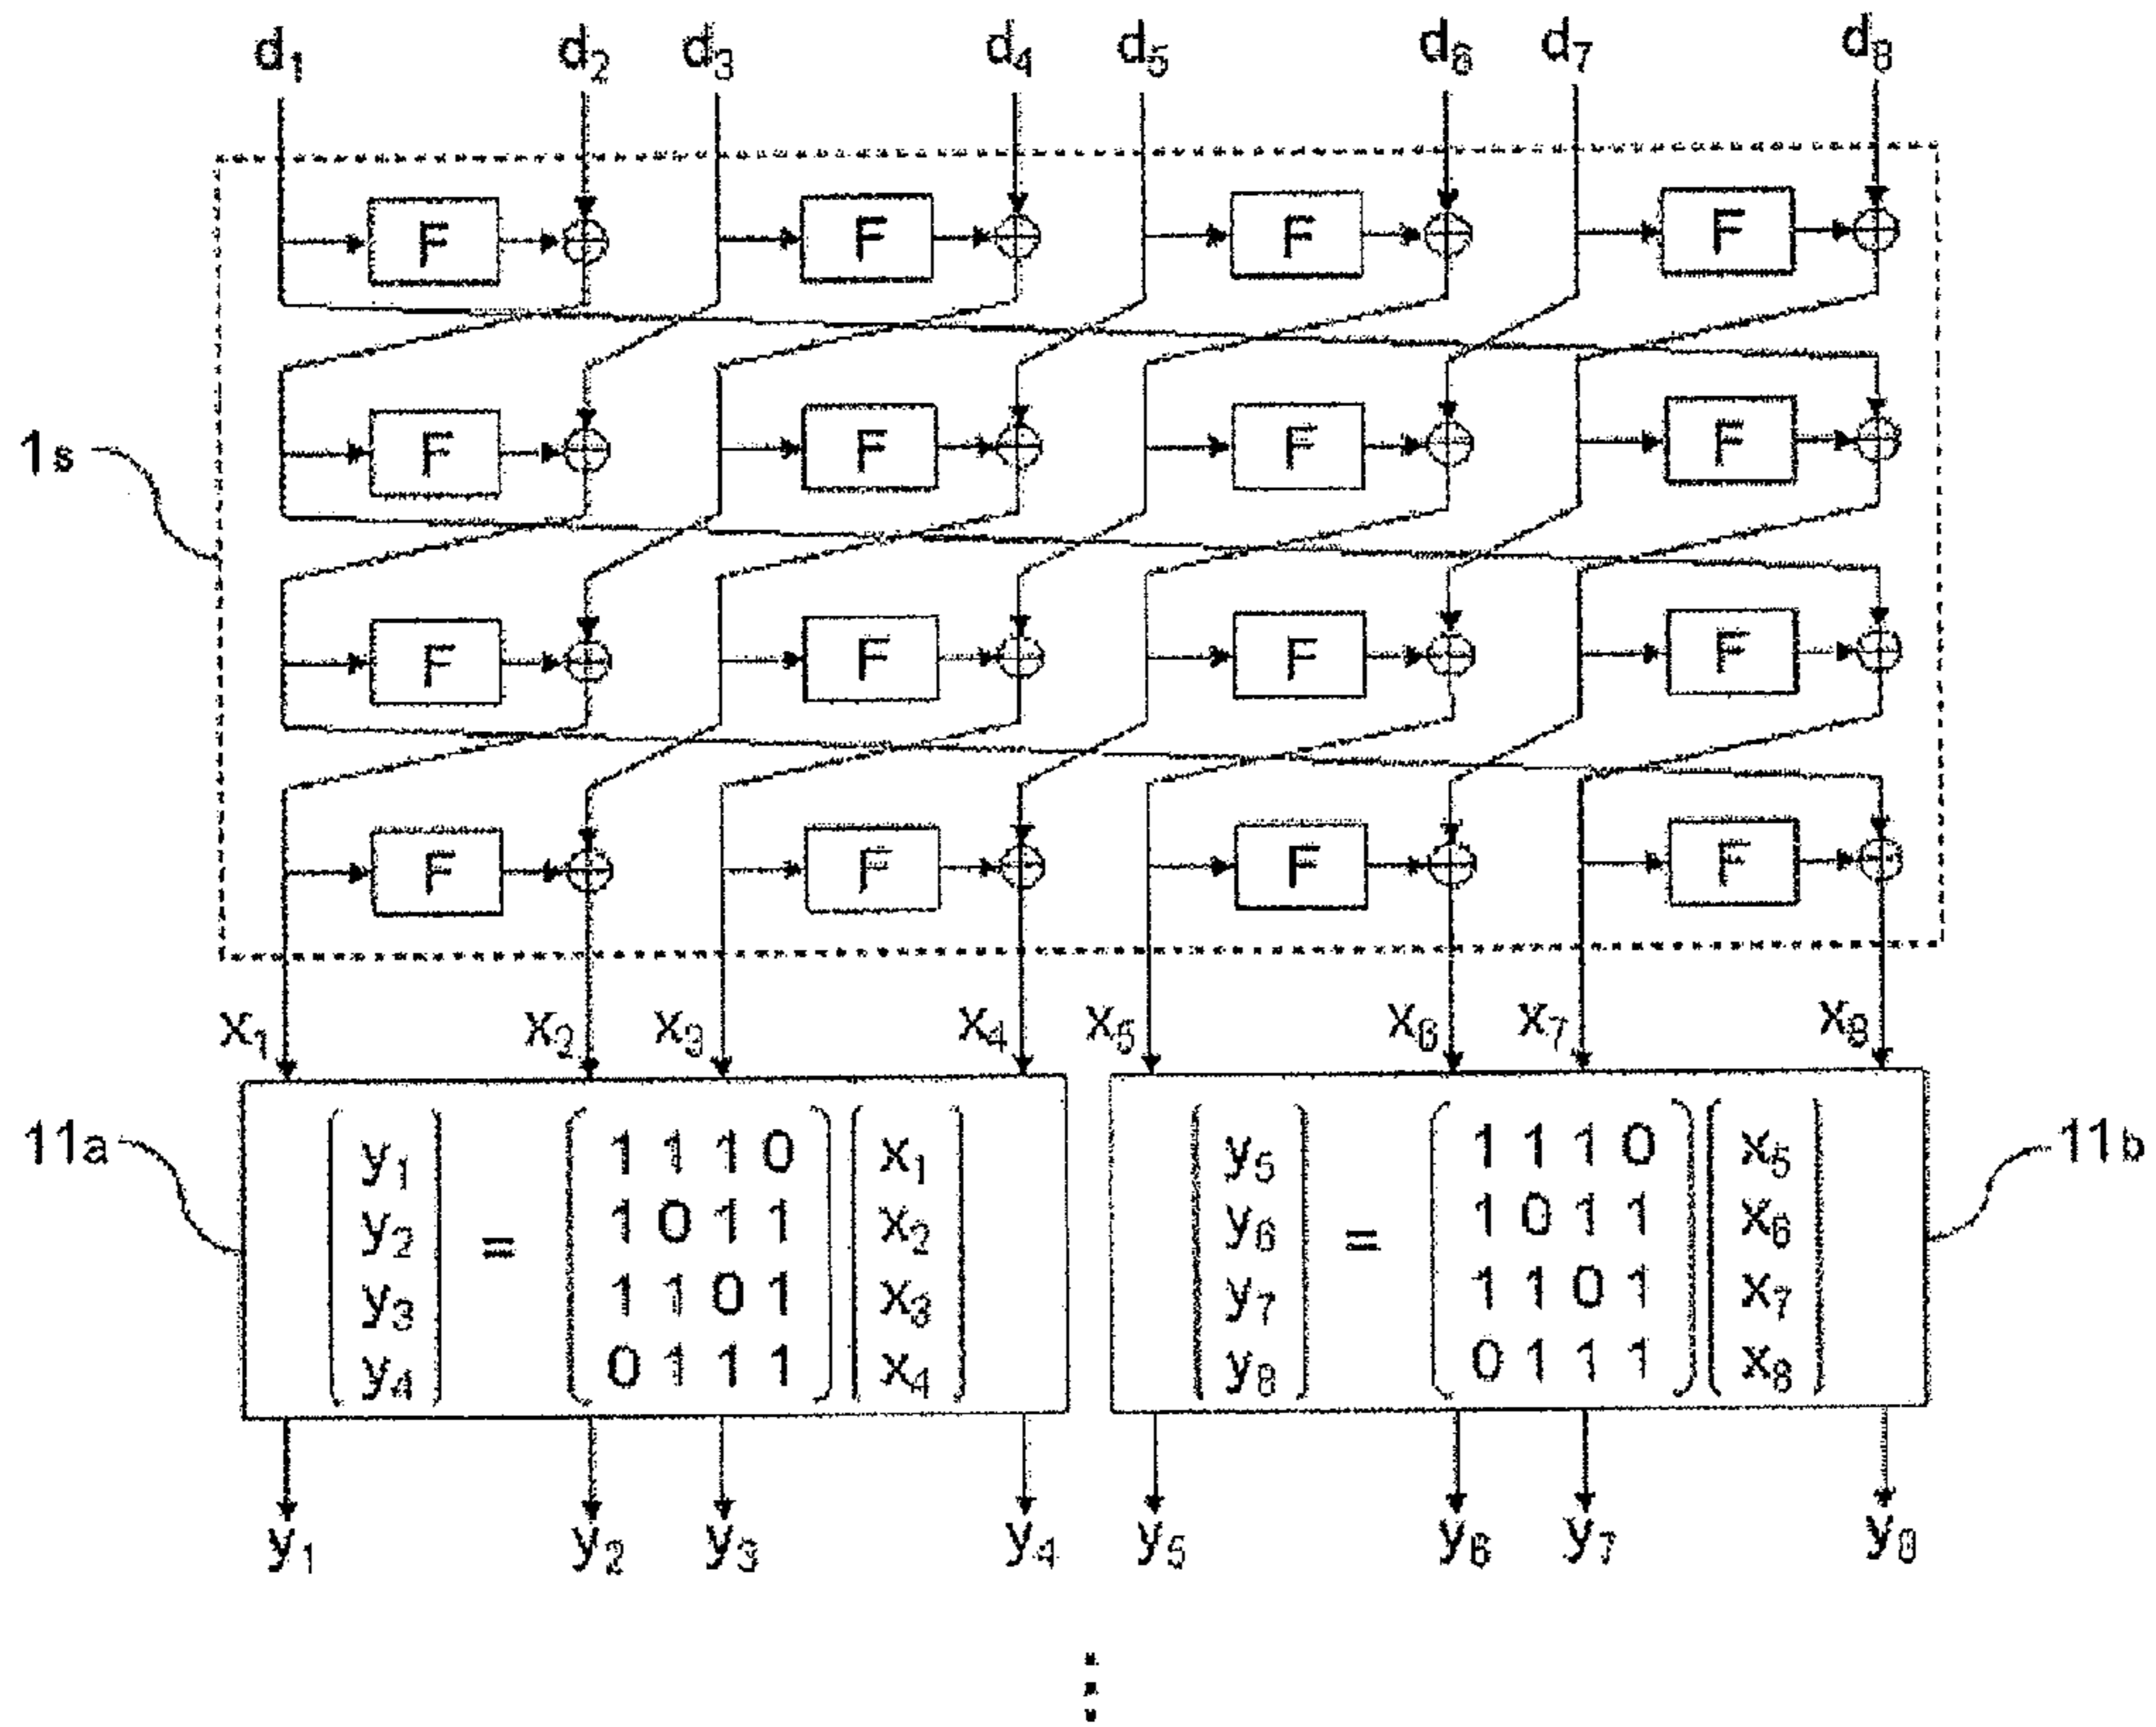 d₁ d₂ d₃ d₄ d₅ d₆ d₇ d₈
F F F F
F F F F
1s
F F F F
F F F F
x₁ x₂ x₃ x₄ x₅ x₆ x₇ x₈
11a
y₁ 1 1 1 0 x₁
y₂ = 1 0 1 1 x₂
y₃ 1 1 0 1 x₃
y₄ 0 1 1 1 x₄
y₅ 1 1 1 0 x₅
y₆ = 1 0 1 1 x₆
y₇ 1 1 0 1 x₇
y₈ 0 1 1 1 x₈
11b
y₁ y₂ y₃ y₄ y₅ y₆ y₇ y₈